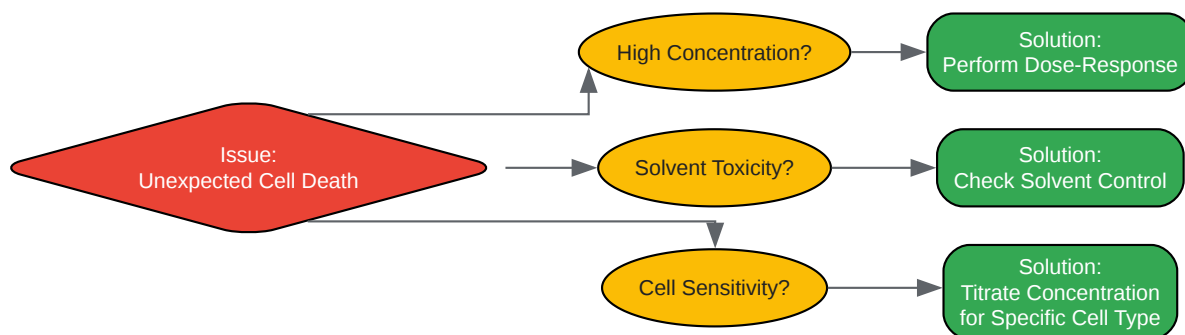 High Concentration?
Solution:
Perform Dose-Response
Issue:
Unexpected Cell Death
Solvent Toxicity?
Solution:
Check Solvent Control
Cell Sensitivity?
Solution:
Titrate Concentration
for Specific Cell Type